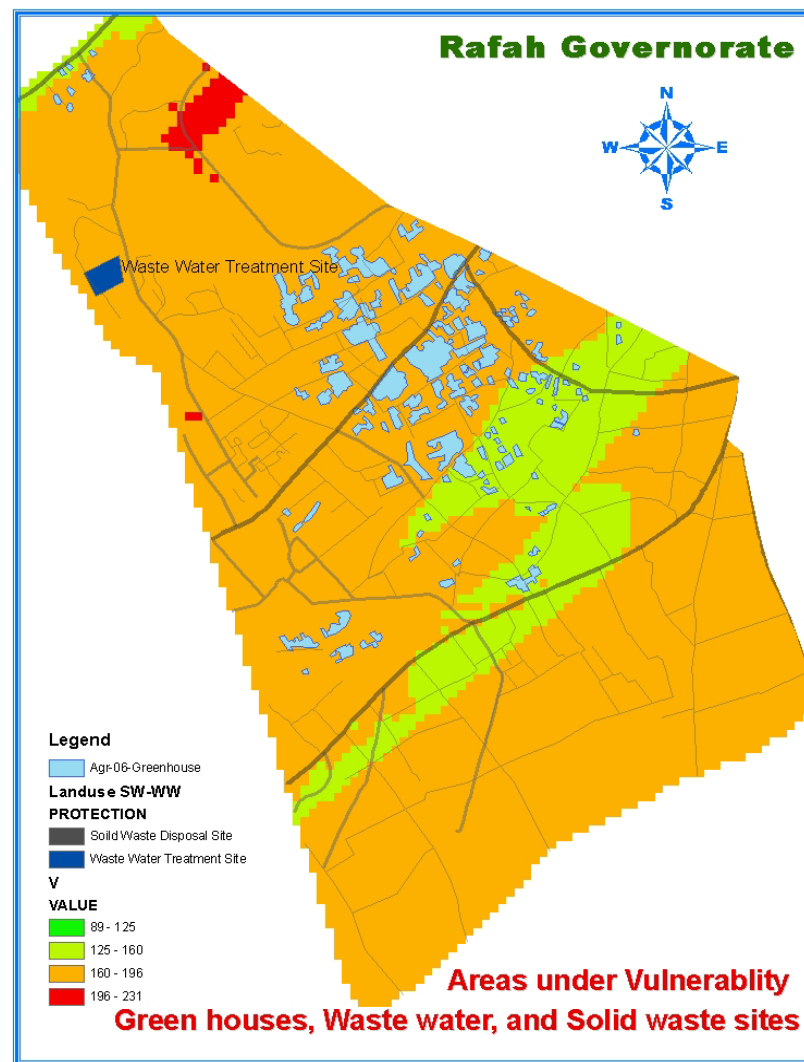 Rafah Governorate
N
W E
S
Waste Water Treatment Site
Legend
Agr-06-Greenhouse
Landuse SW-WW
PROTECTION
Soild Waste Disposal Site
Waste Water Treatment Site
V
VALUE
89 - 125
125 - 160
160 - 196
196 - 231
Areas under Vulnerablity
Green houses, Waste water, and Solid waste sites